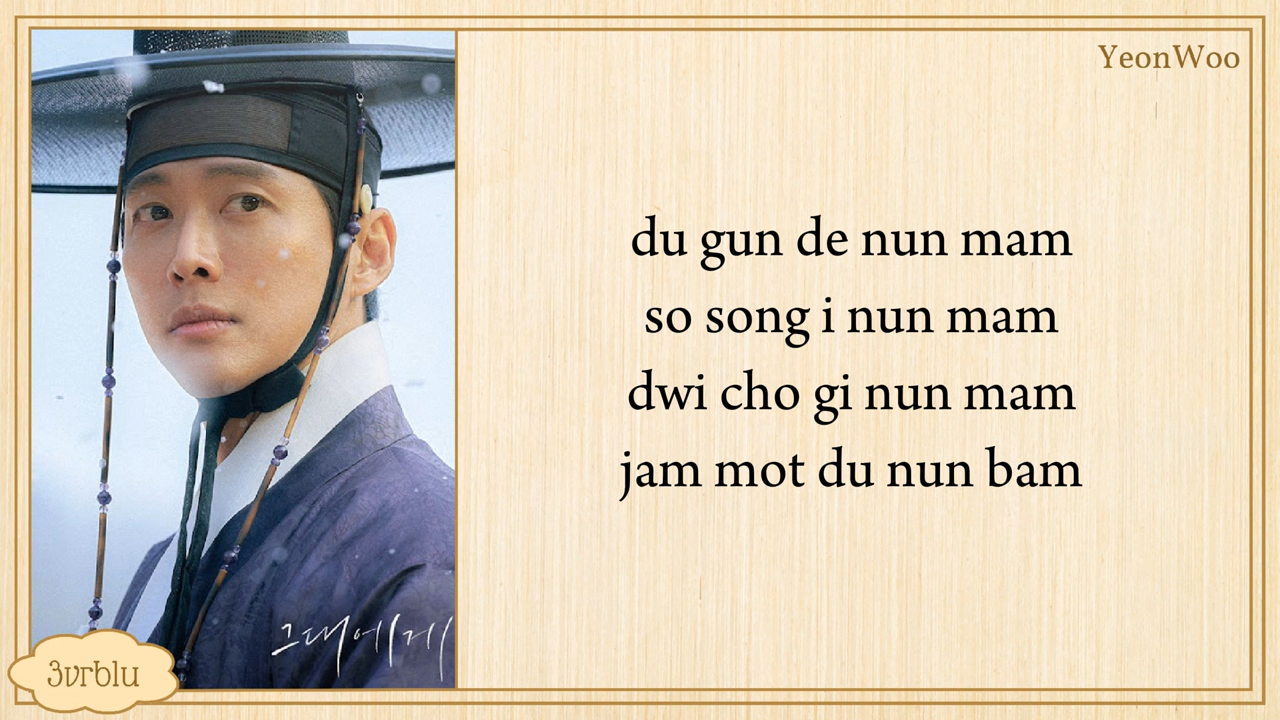 YeonWoo
du gun de nun mam
so song i nun mam
dwi cho gi nun mam
jam mot du nun bam
그대에게
3vrblu